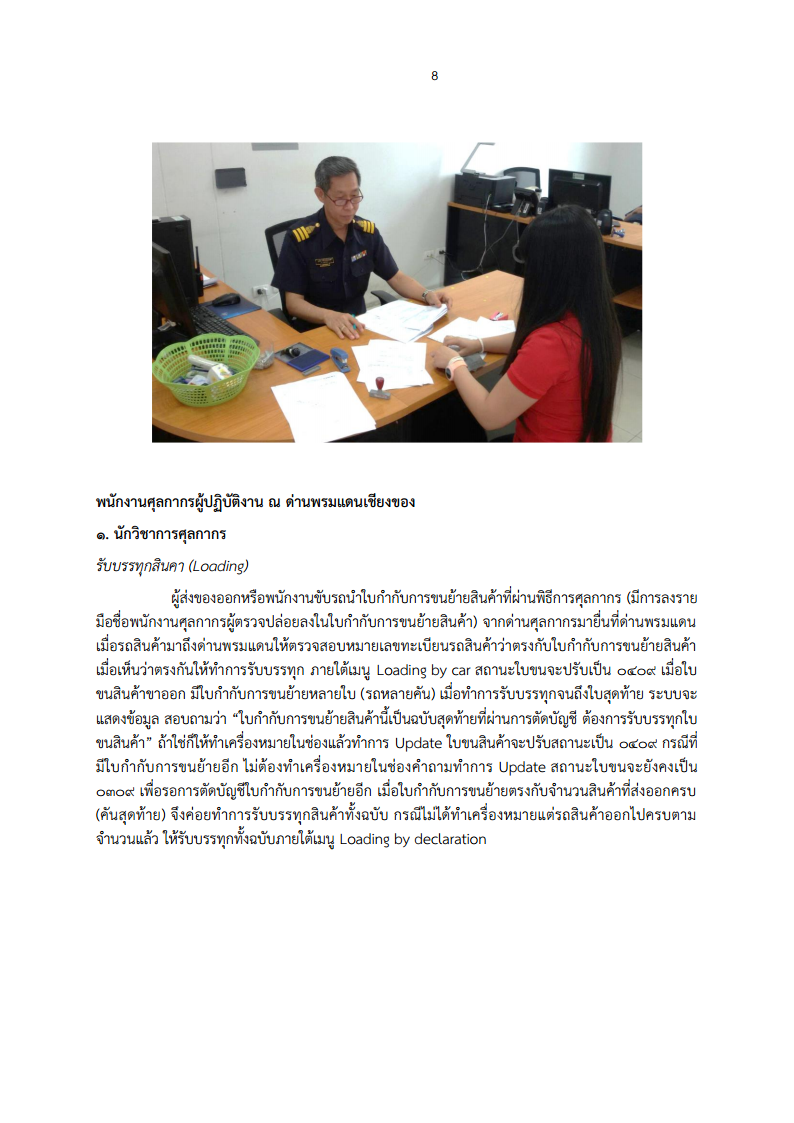 8
พนักงานศุลกากรผู้ปฏิบัติงาน ณ ด่านพรมแดนเชียงของ
๑. นักวิชาการศุลกากร
รับบรรทุกสินคา (Loading)
ผู้ส่งของออกหรือพนักงานขับรถนำใบกำกับการขนย้ายสินค้าที่ผ่านพิธีการศุลกากร (มีการลงราย
มือชื่อพนักงานศุลกากรผู้ตรวจปล่อยลงในใบกำกับการขนย้ายสินค้า) จากด่านศุลกากรมายื่นที่ด่านพรมแดน
เมื่อรถสินค้ามาถึงด่านพรมแดนให้ตรวจสอบหมายเลขทะเบียนรถสินค้าว่าตรงกับใบกำกับการขนย้ายสินค้า
เมื่อเห็นว่าตรงกันให้ทำการรับบรรทุก ภายใต้เมนู Loading by car สถานะใบขนจะปรับเป็น ๐๔๐๙ เมื่อใบ
ขนสินค้าขาออก มีใบกำกับการขนย้ายหลายใบ (รถหลายคัน) เมื่อทำการรับบรรทุกจนถึงใบสุดท้าย ระบบจะ
แสดงข้อมูล สอบถามว่า “ใบกำกับการขนย้ายสินค้านี้เป็นฉบับสุดท้ายที่ผ่านการตัดบัญชี ต้องการรับบรรทุกใบ
ขนสินค้า” ถ้าใช่ก็ให้ทำเครื่องหมายในช่องแล้วทำการ Update ใบขนสินค้าจะปรับสถานะเป็น ๐๔๐๙ กรณีที่
มีใบกำกับการขนย้ายอีก ไม่ต้องทำเครื่องหมายในช่องคำถามทำการ Update สถานะใบขนจะยังคงเป็น
๐๓๐๙ เพื่อรอการตัดบัญชีใบกำกับการขนย้ายอีก เมื่อใบกำกับการขนย้ายตรงกับจำนวนสินค้าที่ส่งออกครบ
(คันสุดท้าย) จึงค่อยทำการรับบรรทุกสินค้าทั้งฉบับ กรณีไม่ได้ทำเครื่องหมายแต่รถสินค้าออกไปครบตาม
จำนวนแล้ว ให้รับบรรทุกทั้งฉบับภายใต้เมนู Loading by declaration